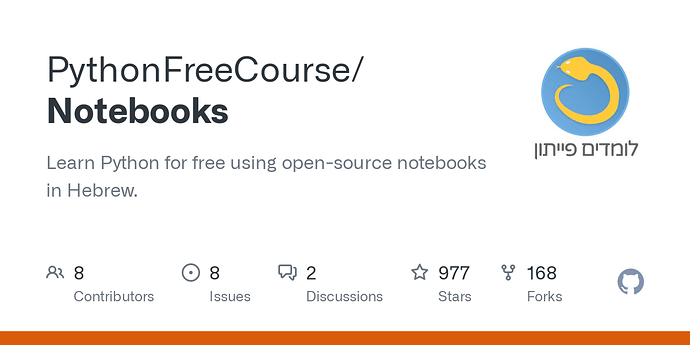 PythonFreeCourse/
Notebooks
Learn Python for free using open-source notebooks
in Hebrew.
לומדים פייתון
8
Contributors
8
Issues
2
Discussions
977
Stars
168
Forks